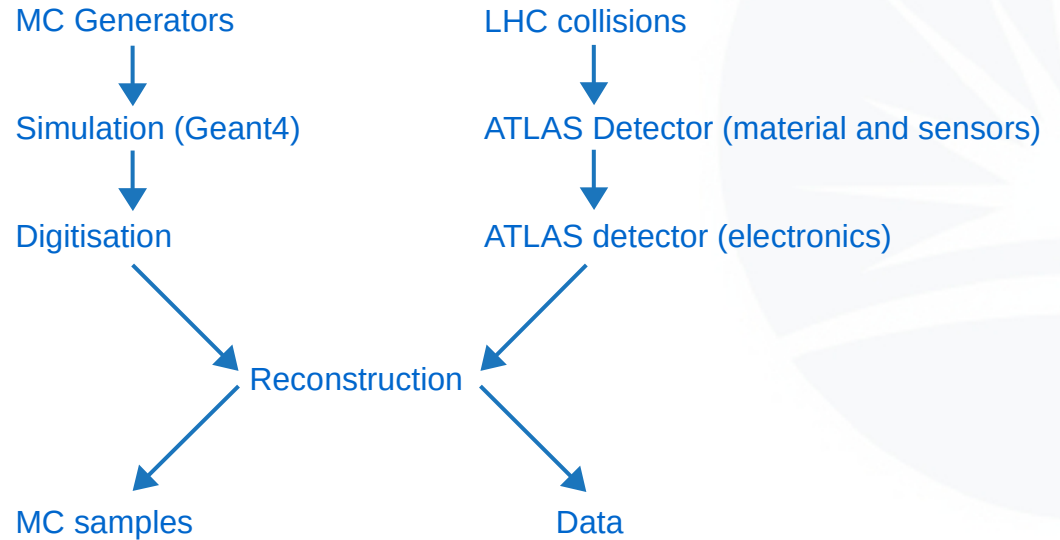 MC Generators
LHC collisions
Simulation (Geant4)
ATLAS Detector (material and sensors)
Digitisation
ATLAS detector (electronics)
Reconstruction
MC samples
Data